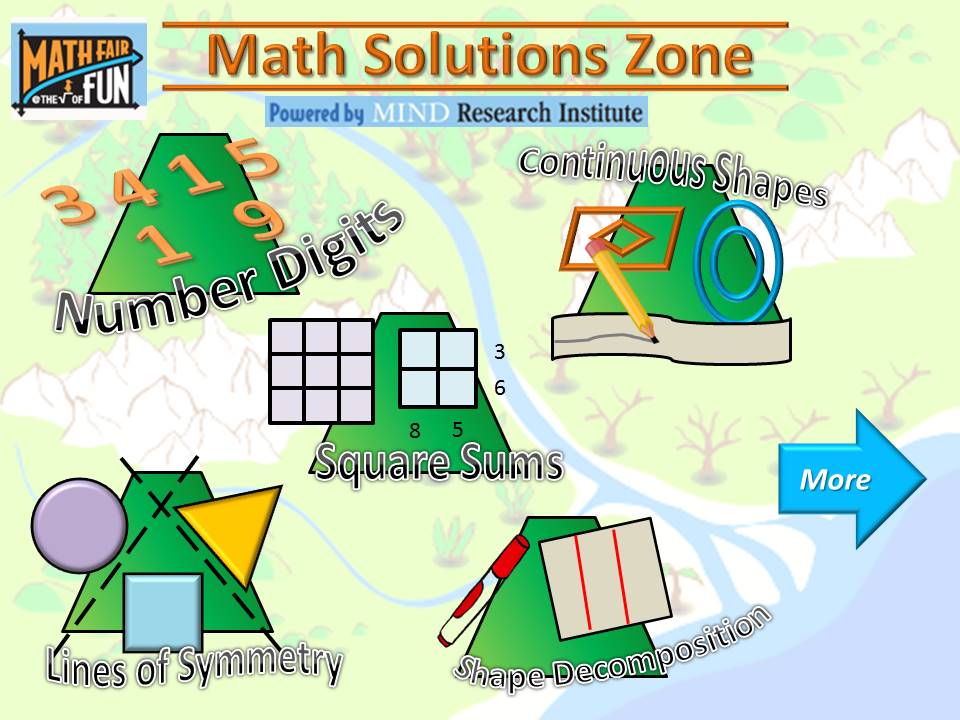 MATH FAIR
@ THE √ OF FUN
Math Solutions Zone
Powered by MIND Research Institute
3 4 1 5
1 9
Number Digits
Continuous Shapes
3
6
8 5
Square Sums
More
Lines of Symmetry
Shape Decomposition